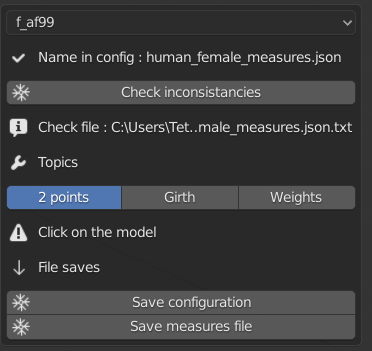 f_af99
Name in config : human_female_measures.json
Check inconsistancies
Check file : C:\Users\Tet..male_measures.json.txt
Topics
2 points Girth Weights
Click on the model
File saves
Save configuration
Save measures file